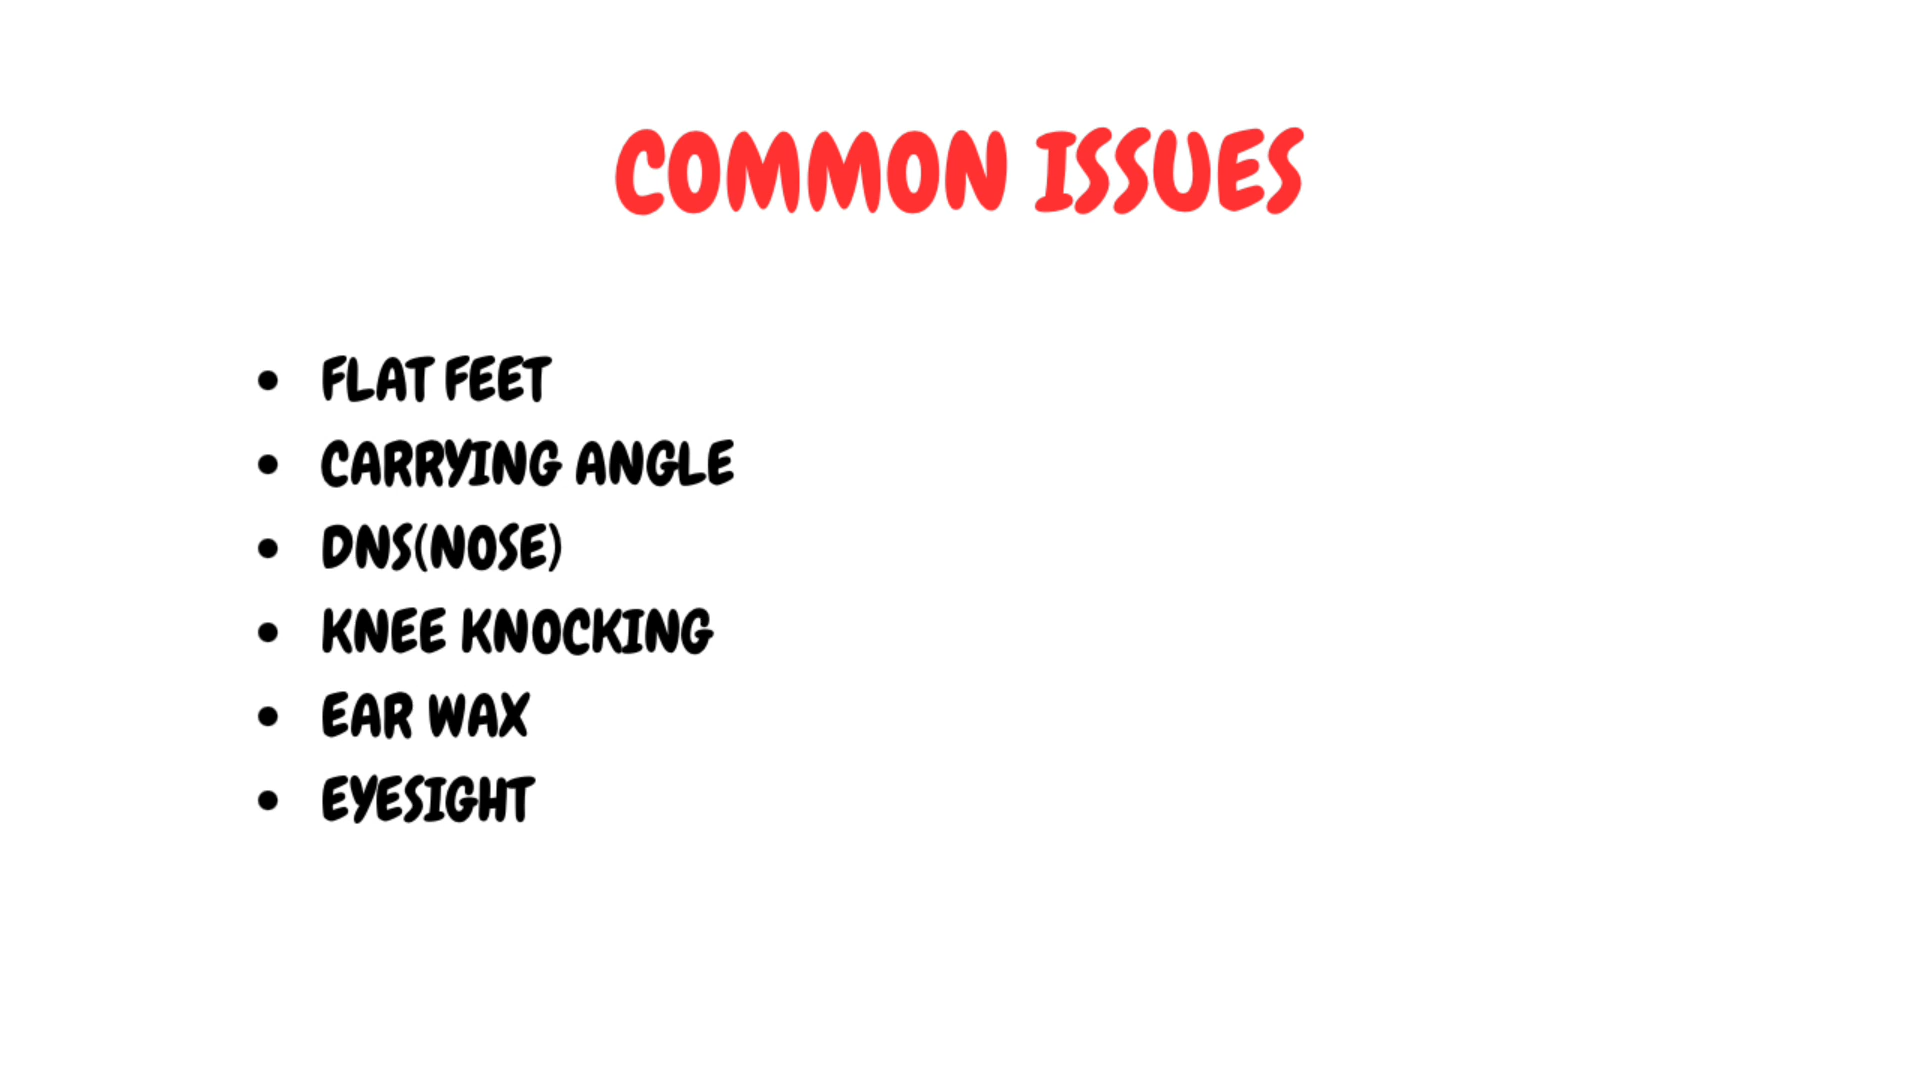 COMMON ISSUES
• FLAT FEET
• CARRYING ANGLE
• DNS(NOSE)
• KNEE KNOCKING
• EAR WAX
• EYESIGHT